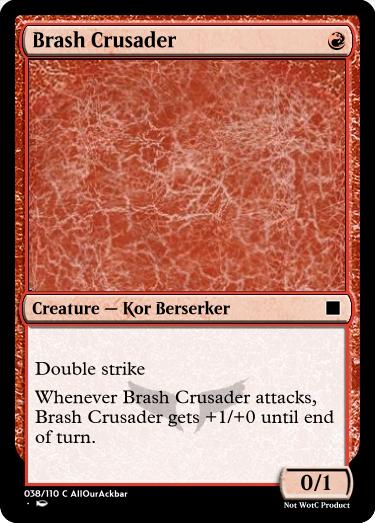 Brash Crusader
Creature — Kor Berserker
Double strike
Whenever Brash Crusader attacks,
Brash Crusader gets +1/+0 until end
of turn.
0/1
038/110 C AllOurAckbar
Not WotC Product